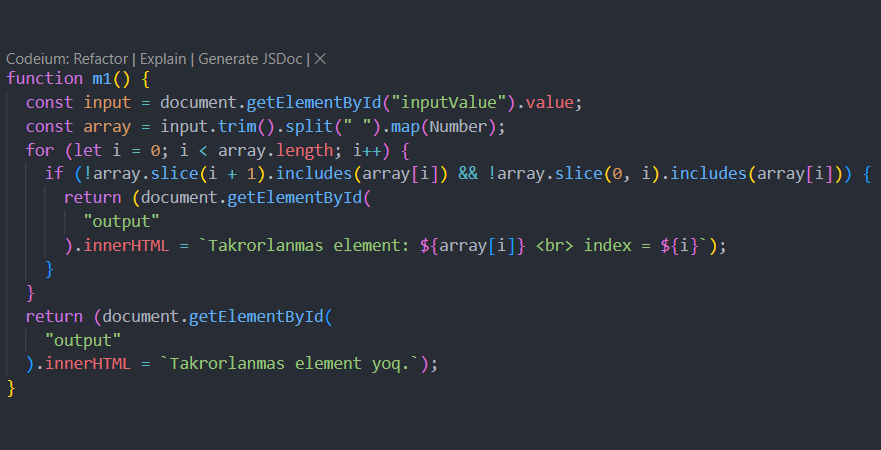 Codeium: Refactor | Explain | Generate JSDoc | ×
function m1() {
  const input = document.getElementById("inputValue").value;
  const array = input.trim().split(" ").map(Number);
  for (let i = 0; i < array.length; i++) {
    if (!array.slice(i + 1).includes(array[i]) && !array.slice(0, i).includes(array[i])) {
      return (document.getElementById(
        "output"
      ).innerHTML = `Takrorlanmas element: ${array[i]} <br> index = ${i}`);
    }
  }
  return (document.getElementById(
    "output"
  ).innerHTML = `Takrorlanmas element yoq.`);
}